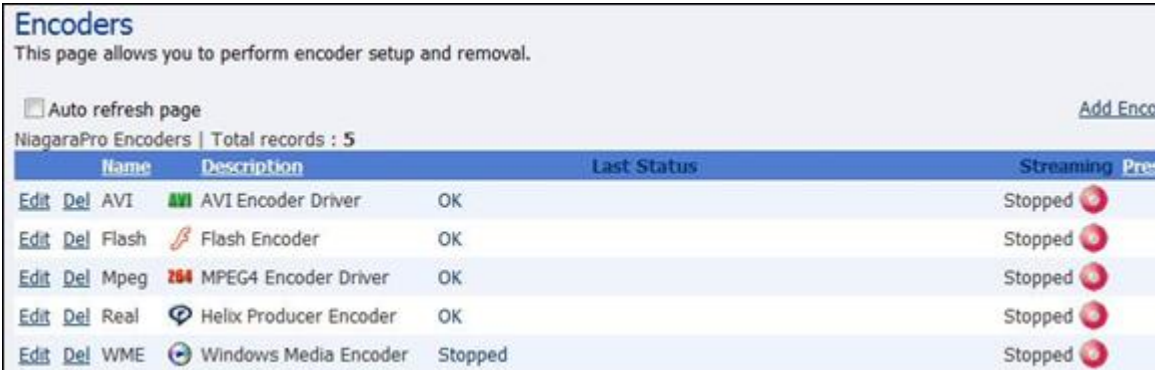 Encoders
This page allows you to perform encoder setup and removal.
Auto refresh page Add Enco
NiagaraPro Encoders | Total records : 5
Name Description Last Status Streaming Pres
Edit Del AVI AVI AVI Encoder Driver OK Stopped
Edit Del Flash Flash Encoder OK Stopped
Edit Del Mpeg 264 MPEG4 Encoder Driver OK Stopped
Edit Del Real Helix Producer Encoder OK Stopped
Edit Del WME Windows Media Encoder Stopped Stopped